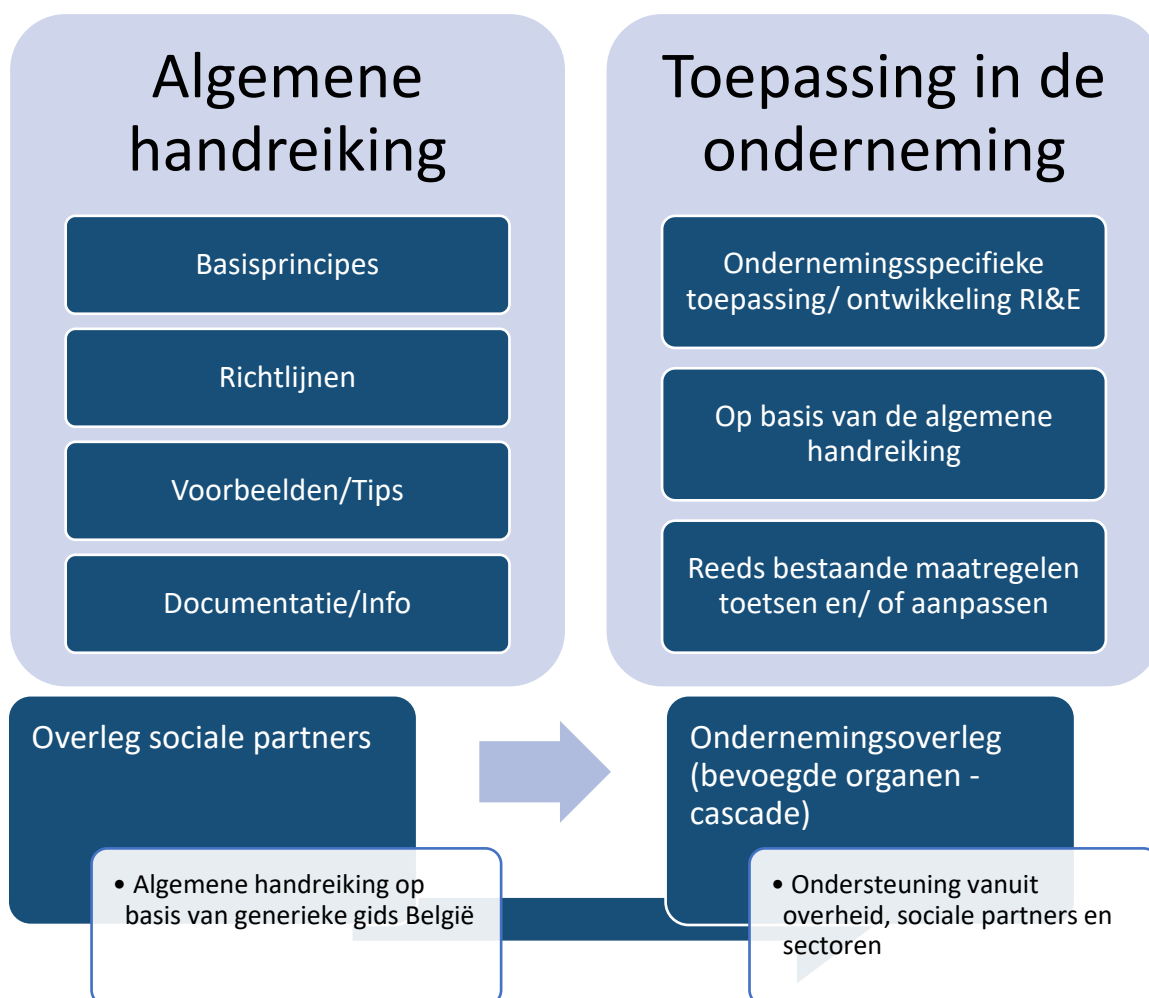 Algemene
handreiking
Basisprincipes
Richtlijnen
Voorbeelden/Tips
Documentatie/Info
Toepassing in de
onderneming
Ondernemingsspecifieke
toepassing/ ontwikkeling RI&E
Op basis van de algemene
handreiking
Reeds bestaande maatregelen
toetsen en/ of aanpassen
Overleg sociale partners
• Algemene handreiking op
basis van generieke gids België
Ondernemingsoverleg
(bevoegde organen -
cascade)
• Ondersteuning vanuit
overheid, sociale partners en
sectoren